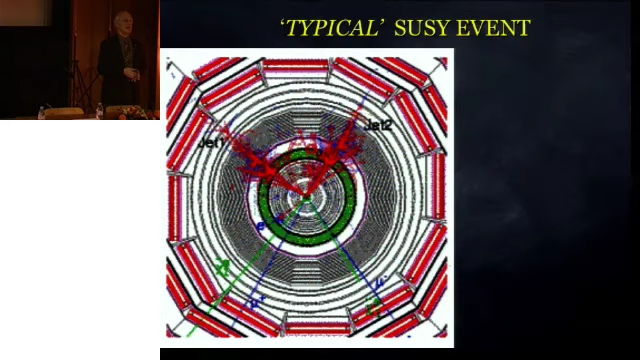 'TYPICAL' SUSY EVENT
Jet1
Jet2
e
μ⁺
μ⁻